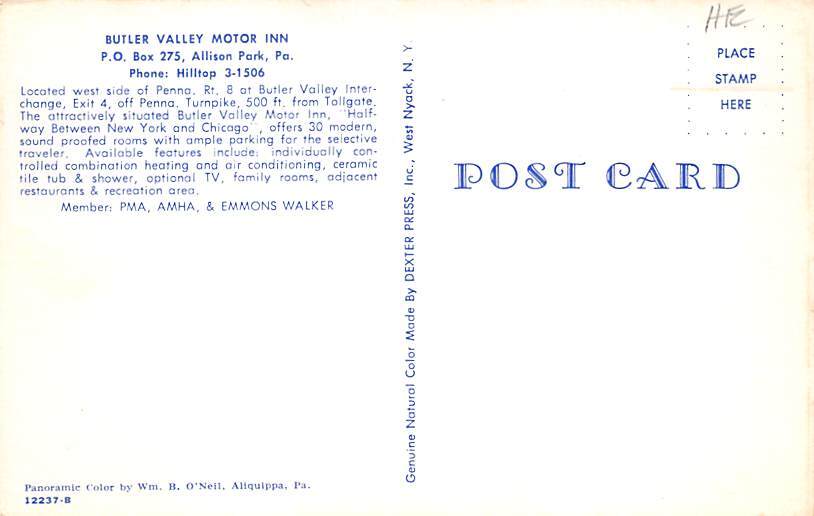 BUTLER VALLEY MOTOR INN
P.O. Box 275, Allison Park, Pa.
Phone: Hilltop 3-1506
Located west side of Penna. Rt. 8 at Butler Valley Inter-
change, Exit 4, off Penna. Turnpike, 500 ft. from Tollgate.
The attractively situated Butler Valley Motor Inn, "Half-
way Between New York and Chicago", offers 30 modern,
sound proofed rooms with ample parking for the selective
traveler. Available features include: individually con-
trolled combination heating and air conditioning, ceramic
tile tub & shower, optional TV, family rooms, adjacent
restaurants & recreation area.
Member: PMA, AMHA, & EMMONS WALKER
Panoramic Color by Wm. B. O'Neil, Aliquippa, Pa.
12237-B
Genuine Natural Color Made By DEXTER PRESS, Inc., West Nyack, N. Y.
HE
PLACE
STAMP
HERE
POST CARD